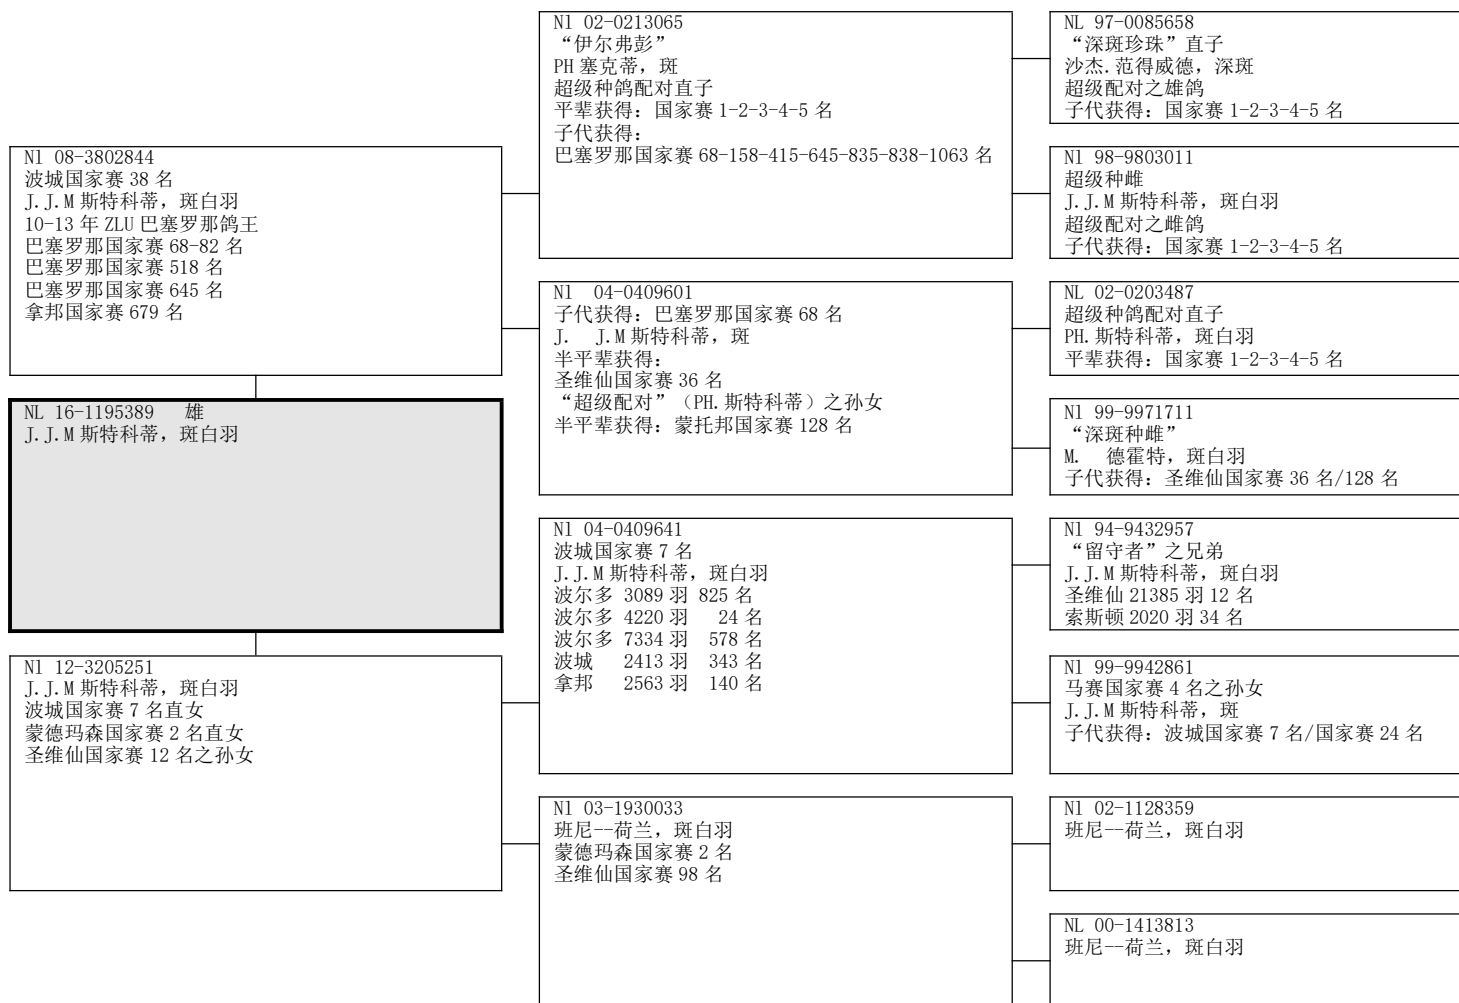 Nl 02-0213065
“伊尔弗彭”
PH 塞克蒂，斑
超级种鸽配对直子
平辈获得：国家赛 1-2-3-4-5 名
子代获得：
巴塞罗那国家赛 68-158-415-645-835-838-1063 名
NL 97-0085658
“深斑珍珠”直子
沙杰.范得威德，深斑
超级配对之雄鸽
子代获得：国家赛 1-2-3-4-5 名
Nl 08-3802844
波城国家赛 38 名
J.J.M 斯特科蒂，斑白羽
10-13 年 ZLU 巴塞罗那鸽王
巴塞罗那国家赛 68-82 名
巴塞罗那国家赛 518 名
巴塞罗那国家赛 645 名
拿邦国家赛 679 名
Nl 98-9803011
超级种雌
J.J.M 斯特科蒂，斑白羽
超级配对之雌鸽
子代获得：国家赛 1-2-3-4-5 名
Nl 04-0409601
子代获得：巴塞罗那国家赛 68 名
J. J.M 斯特科蒂，斑
半平辈获得：
圣维仙国家赛 36 名
“超级配对”（PH.斯特科蒂）之孙女
半平辈获得：蒙托邦国家赛 128 名
NL 02-0203487
超级种鸽配对直子
PH.斯特科蒂，斑白羽
平辈获得：国家赛 1-2-3-4-5 名
NL 16-1195389 雄
J.J.M 斯特科蒂，斑白羽
Nl 99-9971711
“深斑种雌”
M. 德霍特，斑白羽
子代获得：圣维仙国家赛 36 名/128 名
Nl 04-0409641
波城国家赛 7 名
J.J.M 斯特科蒂，斑白羽
波尔多 3089 羽 825 名
波尔多 4220 羽 24 名
波尔多 7334 羽 578 名
波城 2413 羽 343 名
拿邦 2563 羽 140 名
Nl 94-9432957
“留守者”之兄弟
J.J.M 斯特科蒂，斑白羽
圣维仙 21385 羽 12 名
索斯顿 2020 羽 34 名
Nl 12-3205251
J.J.M 斯特科蒂，斑白羽
波城国家赛 7 名直女
蒙德玛森国家赛 2 名直女
圣维仙国家赛 12 名之孙女
Nl 99-9942861
马赛国家赛 4 名之孙女
J.J.M 斯特科蒂，斑
子代获得：波城国家赛 7 名/国家赛 24 名
Nl 03-1930033
班尼--荷兰，斑白羽
蒙德玛森国家赛 2 名
圣维仙国家赛 98 名
Nl 02-1128359
班尼--荷兰，斑白羽
NL 00-1413813
班尼--荷兰，斑白羽